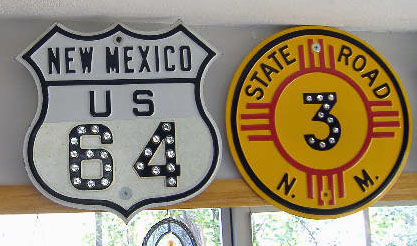 NEW MEXICO
US
64
STATE ROAD
3
N. M.